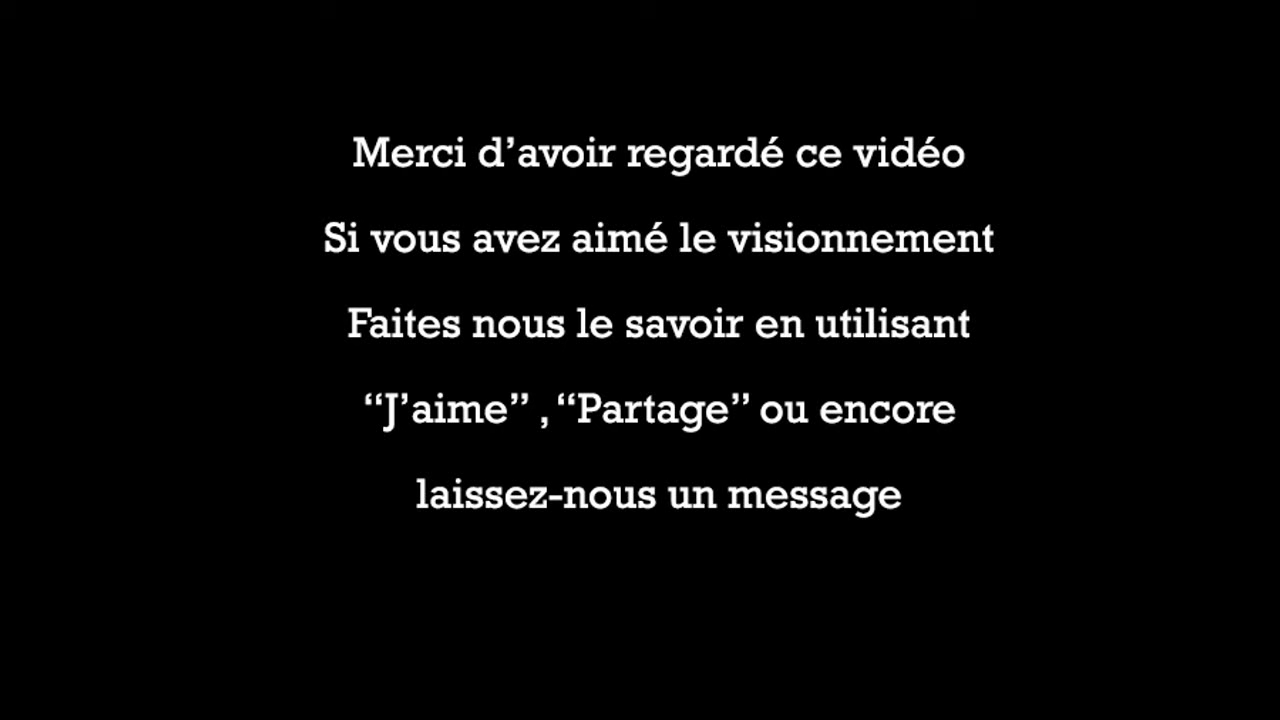 Merci d’avoir regardé ce vidéo
Si vous avez aimé le visionnement
Faites nous le savoir en utilisant
“J’aime” , “Partage” ou encore
laissez-nous un message